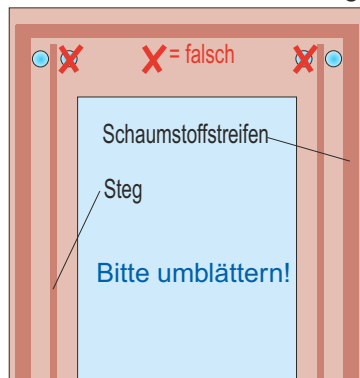 = falsch
Schaumstoffstreifen
Steg
Bitte umblättern!